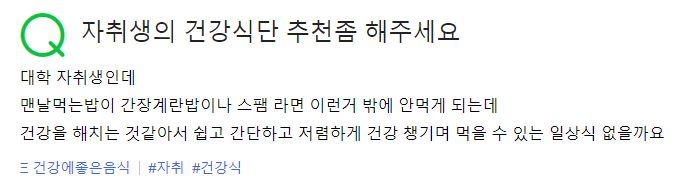 자취생의 건강식단 추천좀 해주세요
대학 자취생인데
맨날먹는밥이 간장계란밥이나 스팸 라면 이런거 밖에 안먹게 되는데
건강을 해치는 것같아서 쉽고 간단하고 저렴하게 건강 챙기며 먹을 수 있는 일상식 없을까요
건강에좋은음식 #자취 #건강식